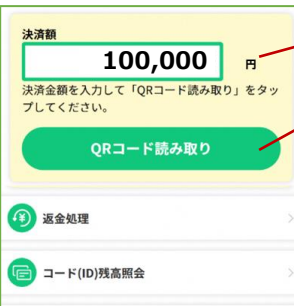 決済額
100,000 円
決済金額を入力して「QRコード読み取り」をタッ
プしてください。
QRコード読み取り
返金処理
コード(ID)残高照会